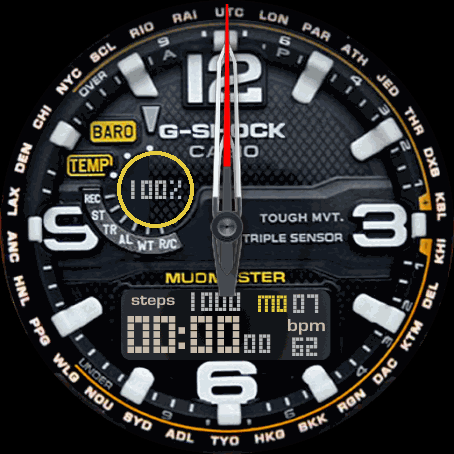 UTC LON PAR ATH JED THR DXB KBL KHI DEL KTM DAC RGN BKK HKG TYO ADL SYD NOU WLG PPG HNL ANC LAX DEN CHI NYC SCL RIO RAI
OVER
12
BARO
G-SHOCK
CASIO
TEMP
100%
REC
ST
TR
AL
WT
R/C
TOUGH MVT.
TRIPLE SENSOR
3
MUDMASTER
steps 1000 MO 07
00:00 00
bpm
62
UNDER
6